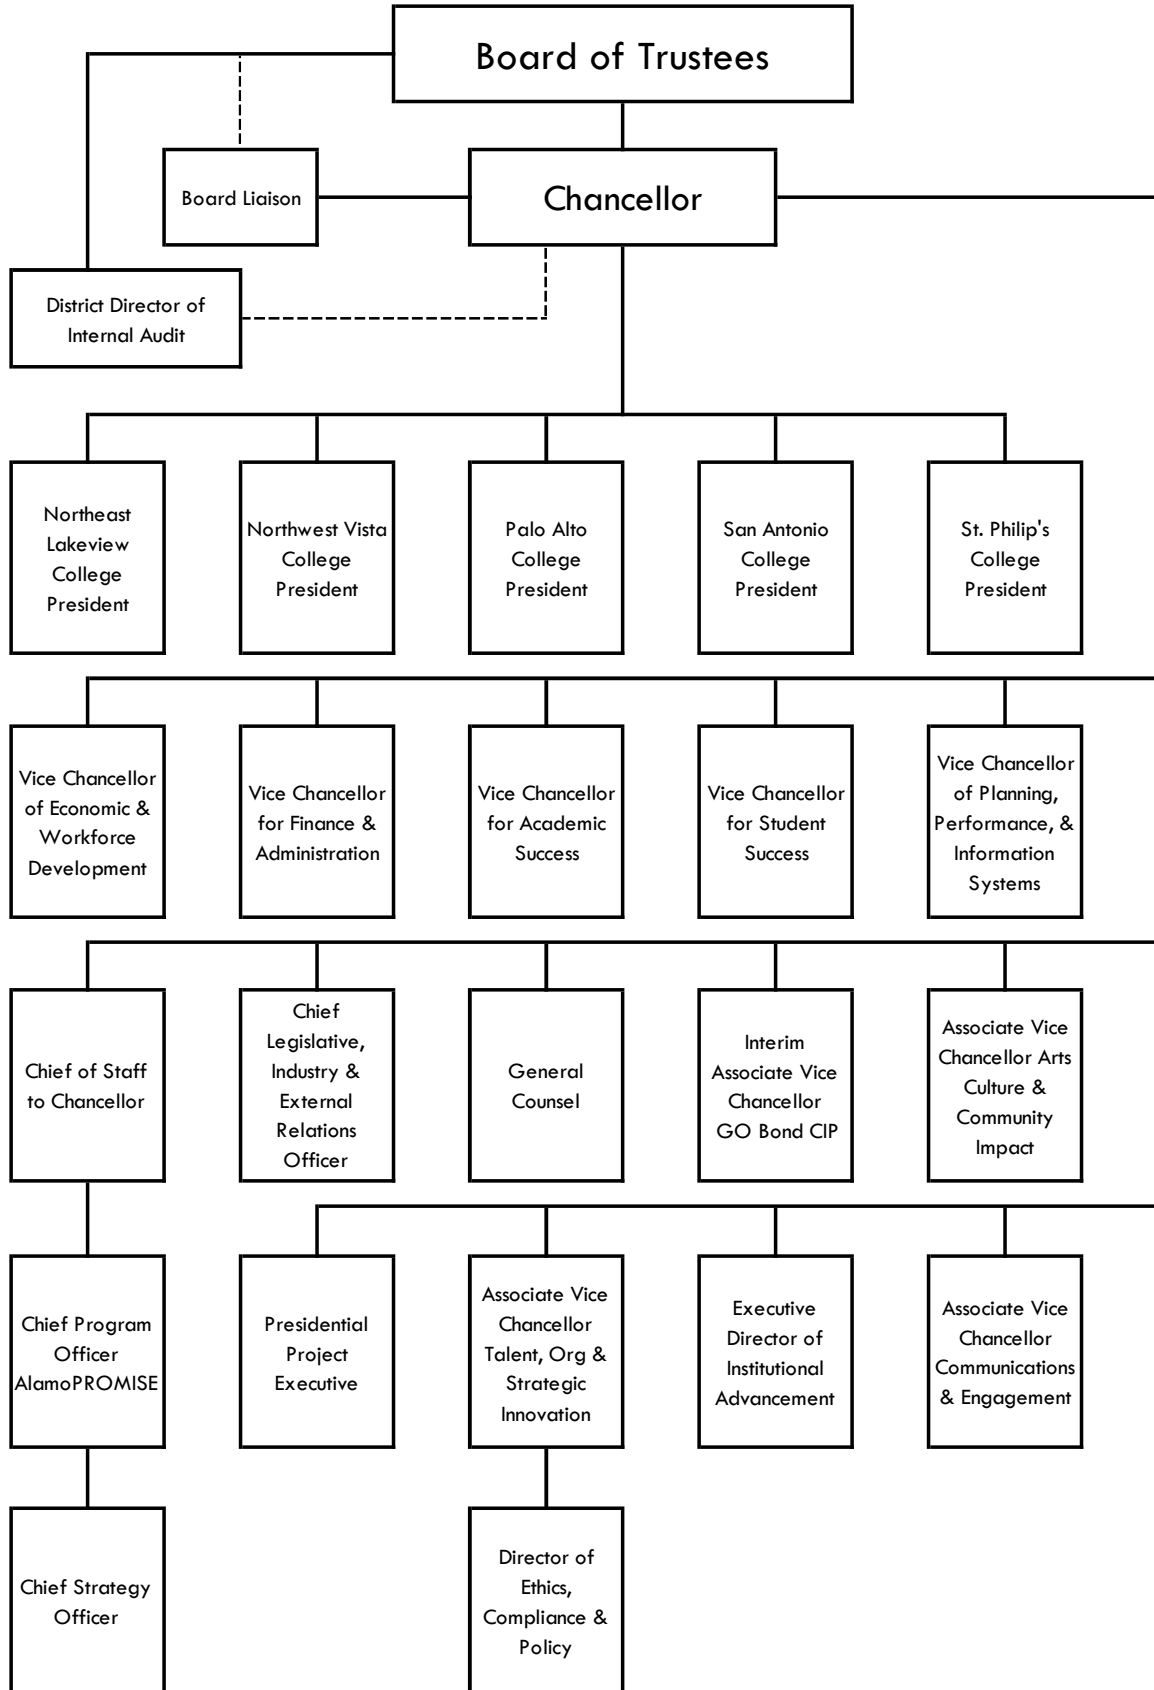 Board of Trustees
Board Liaison
Chancellor
District Director of
Internal Audit
Northeast
Lakeview
College
President
Northwest Vista
College
President
Palo Alto
College
President
San Antonio
College
President
St. Philip's
College
President
Vice Chancellor
of Economic &
Workforce
Development
Vice Chancellor
for Finance &
Administration
Vice Chancellor
for Academic
Success
Vice Chancellor
for Student
Success
Vice Chancellor
of Planning,
Performance, &
Information
Systems
Chief of Staff
to Chancellor
Chief
Legislative,
Industry &
External
Relations
Officer
General
Counsel
Interim
Associate Vice
Chancellor
GO Bond CIP
Associate Vice
Chancellor Arts
Culture &
Community
Impact
Chief Program
Officer
AlamoPROMISE
Presidential
Project
Executive
Associate Vice
Chancellor
Talent, Org &
Strategic
Innovation
Executive
Director of
Institutional
Advancement
Associate Vice
Chancellor
Communications
& Engagement
Chief Strategy
Officer
Director of
Ethics,
Compliance &
Policy